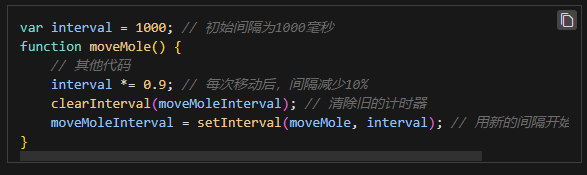 var interval = 1000; // 初始间隔为1000毫秒
function moveMole() {
    // 其他代码
    interval *= 0.9; // 每次移动后，间隔减少10%
    clearInterval(moveMoleInterval); // 清除旧的计时器
    moveMoleInterval = setInterval(moveMole, interval); // 用新的间隔开始
}